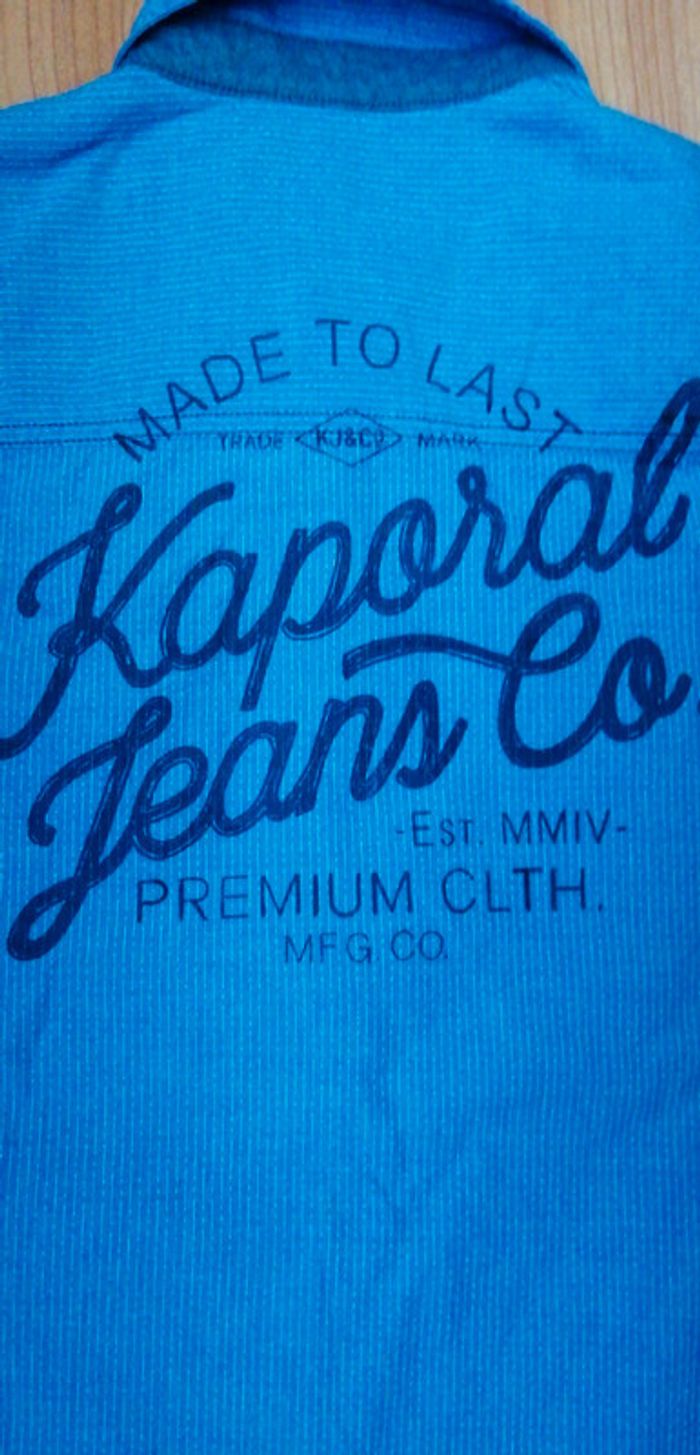 MADE TO LAST
TRADE KJ&CO MARK
Kaporal
Jeans Co
-EST. MMIV-
PREMIUM CLTH.
MFG. CO.